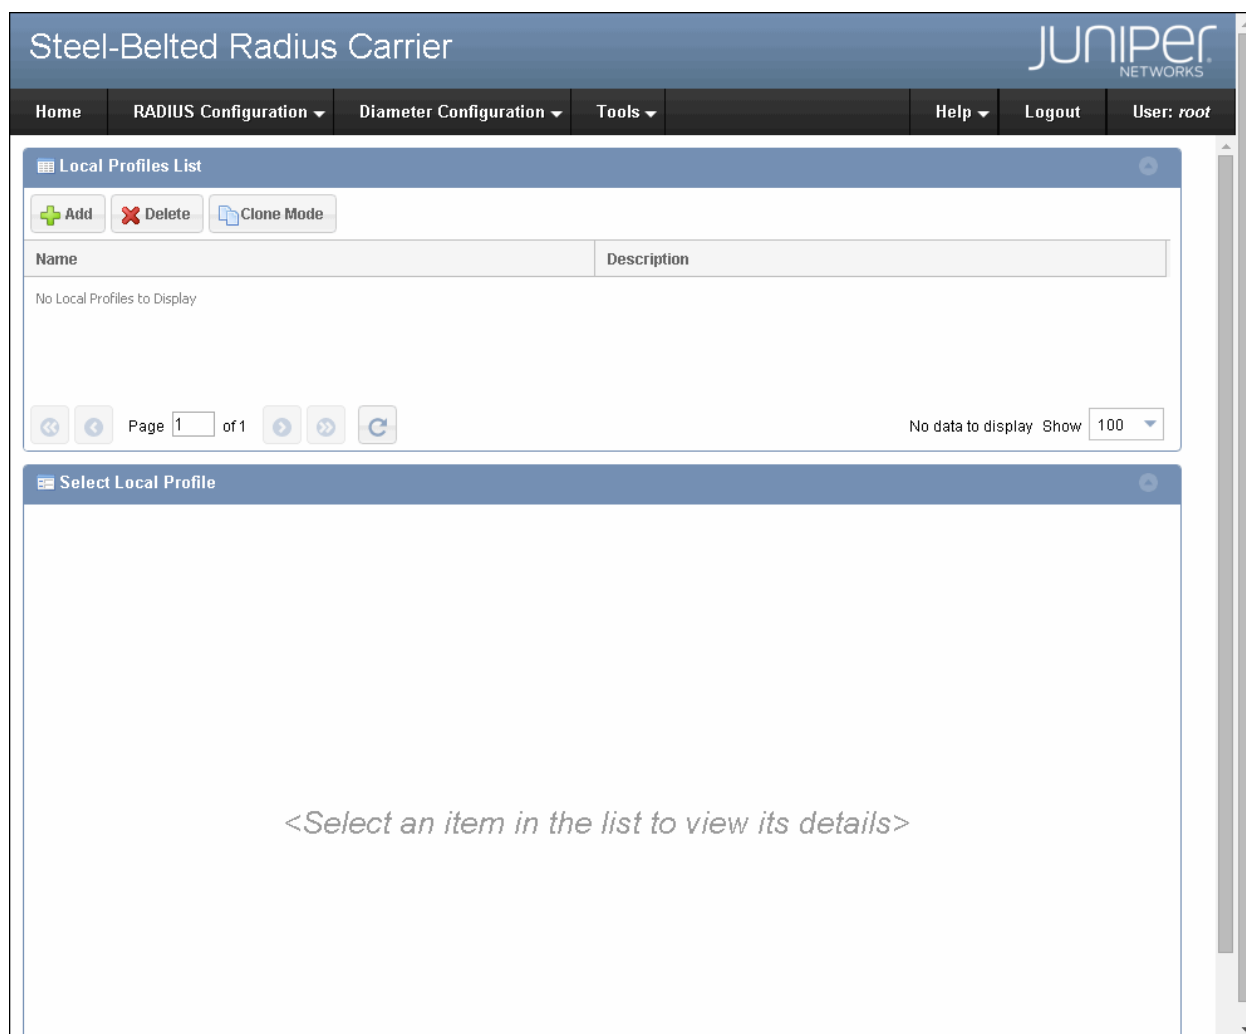 Steel-Belted Radius Carrier
JUNIPER
NETWORKS
Home RADIUS Configuration Diameter Configuration Tools Help Logout User: root
Local Profiles List
Add Delete Clone Mode
Name Description
No Local Profiles to Display
Page 1 of 1 No data to display Show 100
Select Local Profile
<Select an item in the list to view its details>